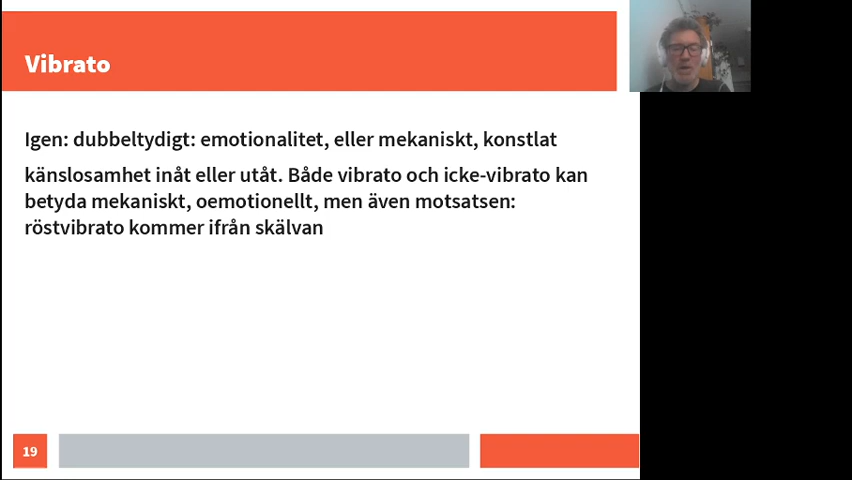 Vibrato
Igen: dubbeltydigt: emotionalitet, eller mekaniskt, konstlat
känslosamhet inåt eller utåt. Både vibrato och icke-vibrato kan
betyda mekaniskt, oemotionellt, men även motsatsen:
röstvibrato kommer ifrån skälvan
19